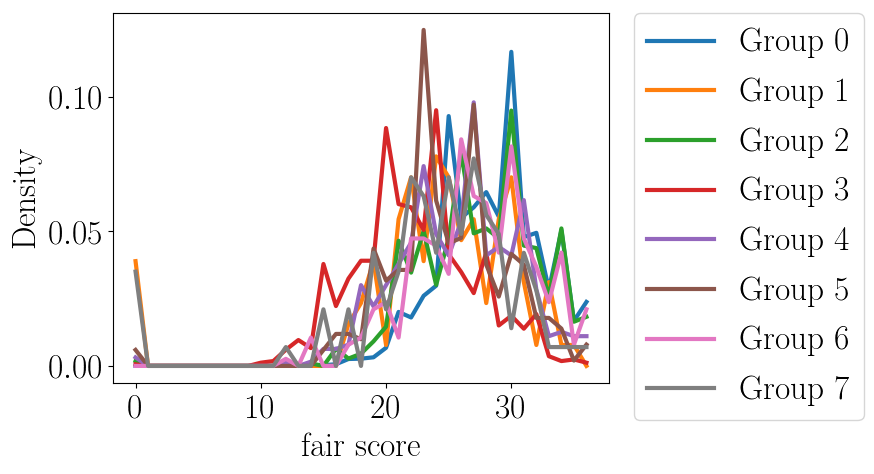 0.10
0.05
0.00
Density
0 10 20 30
fair score
Group 0
Group 1
Group 2
Group 3
Group 4
Group 5
Group 6
Group 7